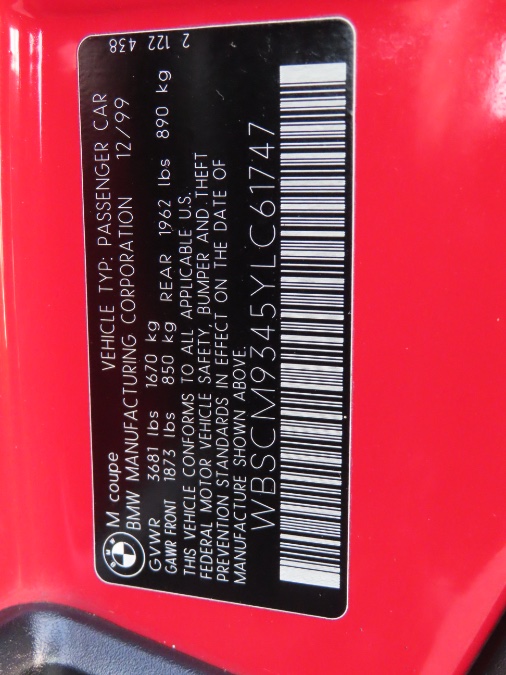 2 122 438
M coupe VEHICLE TYP: PASSENGER CAR
BMW MANUFACTURING CORPORATION 12/99
GVWR 3681 lbs 1670 kg
GAWR FRONT 1873 lbs 850 kg REAR 1962 lbs 890 kg
THIS VEHICLE CONFORMS TO ALL APPLICABLE U.S.
FEDERAL MOTOR VEHICLE SAFETY, BUMPER AND THEFT
PREVENTION STANDARDS IN EFFECT ON THE DATE OF
MANUFACTURE SHOWN ABOVE.
WBSCM9345YLC61747